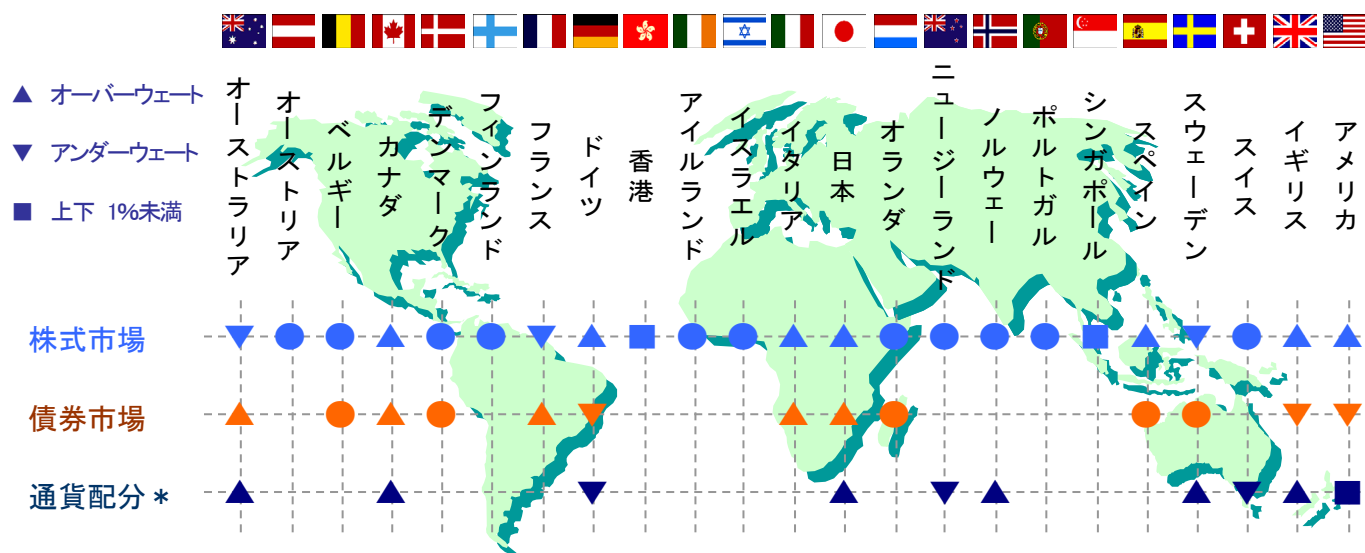 ▲ オーバーウェート
▼ アンダーウェート
■ 上下 1%未満
オーストラリア
オーストリア
ベルギー
カナダ
デンマーク
フィンランド
フランス
ドイツ
香港
アイルランド
イスラエル
イタリア
日本
オランダ
ニュージーランド
ノルウェー
ポルトガル
シンガポール
スペイン
スウェーデン
スイス
イギリス
アメリカ
株式市場
債券市場
通貨配分*